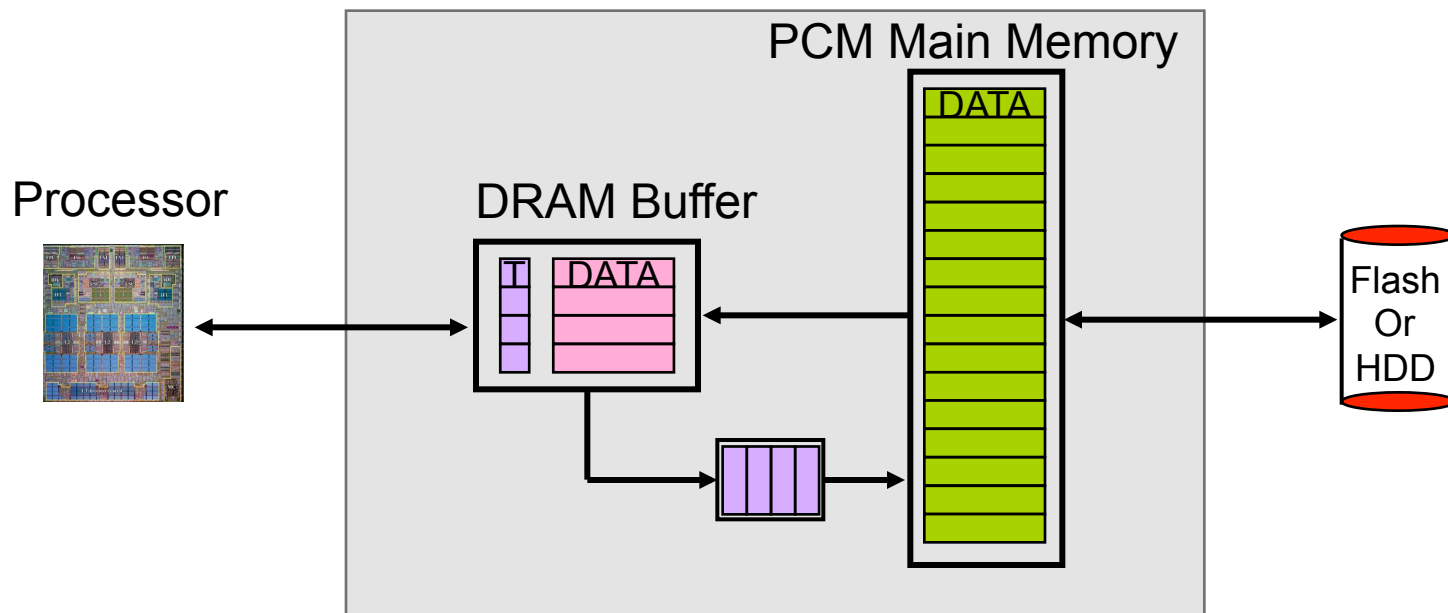 PCM Main Memory
DATA
Processor
DRAM Buffer
T
DATA
Flash
Or
HDD